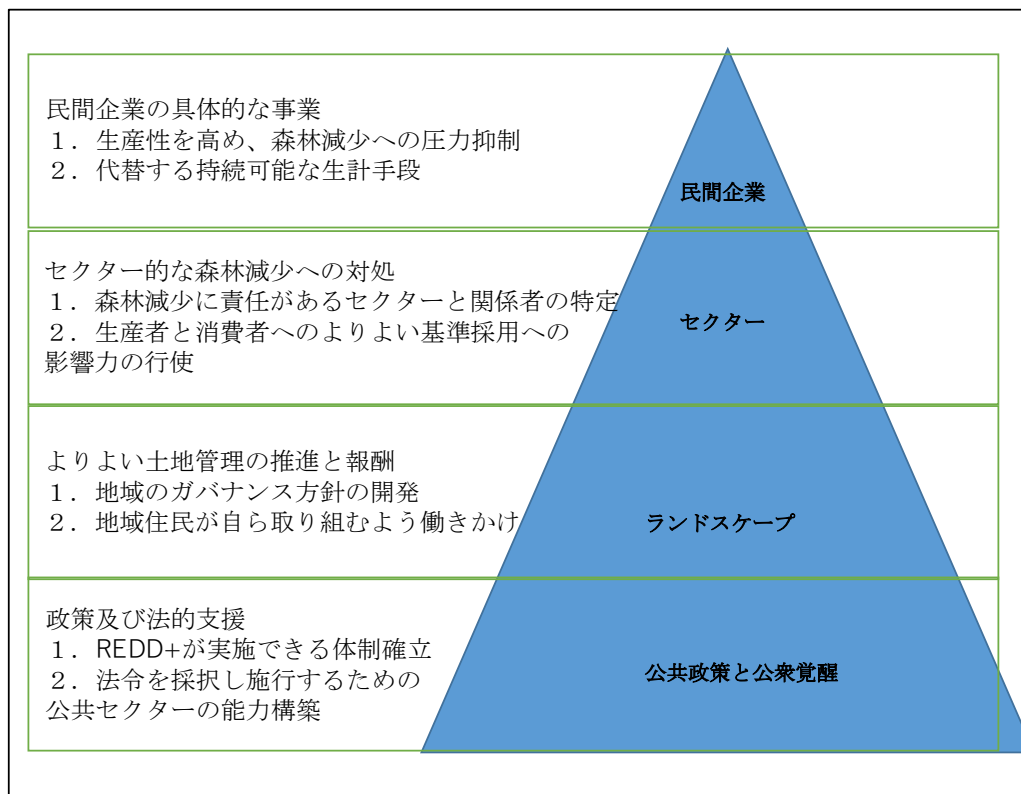 民間企業の具体的な事業
１．生産性を高め、森林減少への圧力抑制
２．代替する持続可能な生計手段
民間企業
セクター的な森林減少への対処
１．森林減少に責任があるセクターと関係者の特定
２．生産者と消費者へのよりよい基準採用への
影響力の行使
セクター
よりよい土地管理の推進と報酬
１．地域のガバナンス方針の開発
２．地域住民が自ら取り組むよう働きかけ
ランドスケープ
政策及び法的支援
１．REDD+が実施できる体制確立
２．法令を採択し施行するための
公共セクターの能力構築
公共政策と公衆覚醒